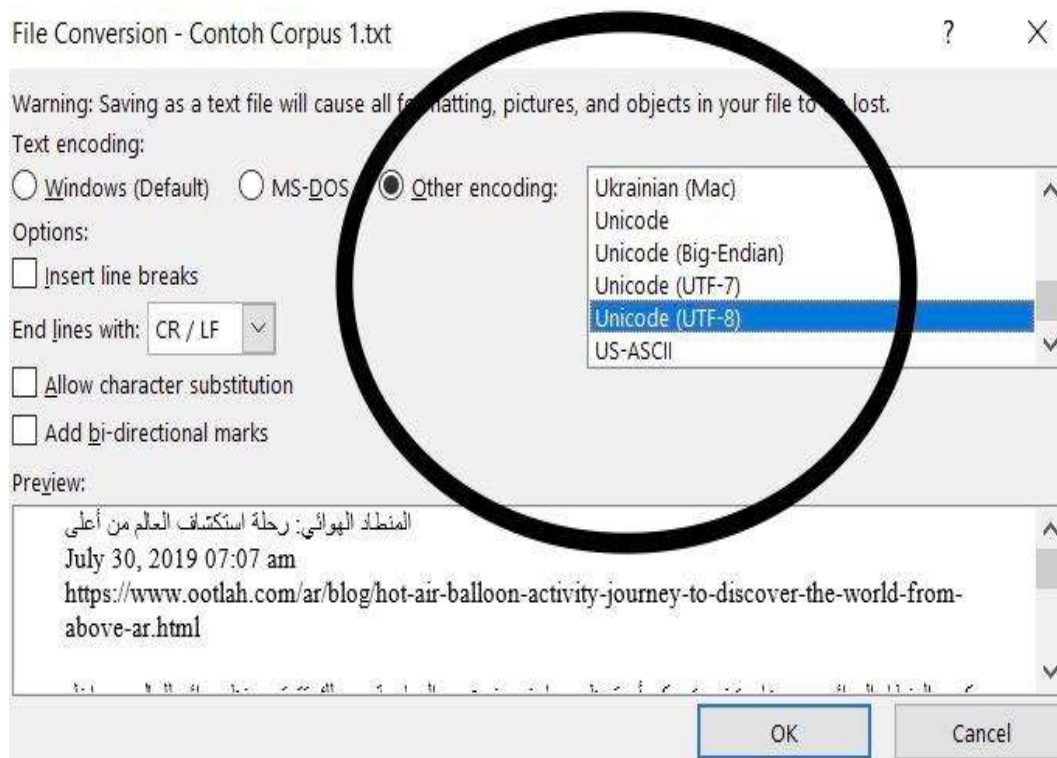 File Conversion - Contoh Corpus 1.txt ? X
Warning: Saving as a text file will cause all formatting, pictures, and objects in your file to be lost.
Text encoding:
Windows (Default) MS-DOS Other encoding:
Ukrainian (Mac)
Unicode
Unicode (Big-Endian)
Unicode (UTF-7)
Unicode (UTF-8)
US-ASCII
Options:
Insert line breaks
End lines with: CR / LF
Allow character substitution
Add bi-directional marks
Preview:
المنطاد الهوائي: رحلة استكشاف العالم من أعلى
July 30, 2019 07:07 am
https://www.ootlah.com/ar/blog/hot-air-balloon-activity-journey-to-discover-the-world-from-
above-ar.html
OK Cancel